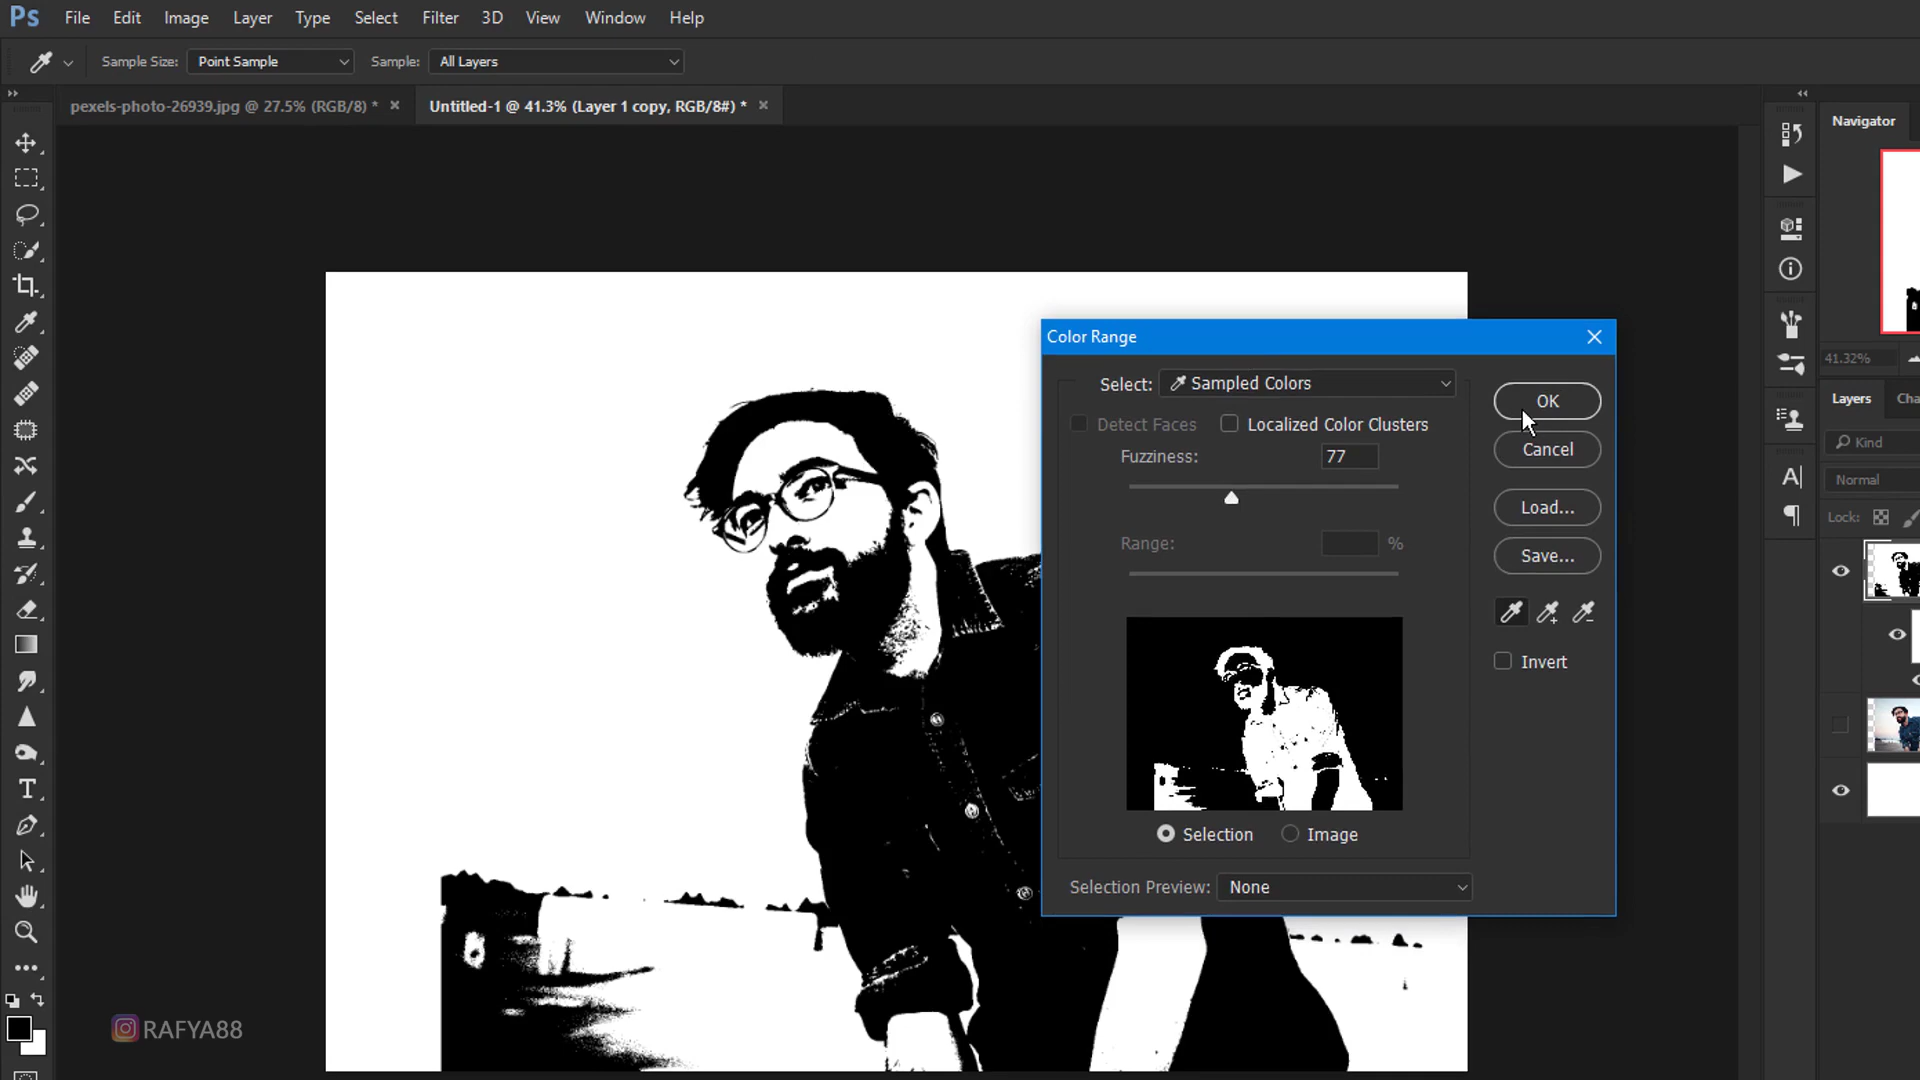 Ps File Edit Image Layer Type Select Filter 3D View Window Help
Sample Size: Point Sample Sample: All Layers
pexels-photo-26939.jpg @ 27.5% (RGB/8) * × Untitled-1 @ 41.3% (Layer 1 copy, RGB/8#) * ×
Navigator
41.32%
Layers Cha
Kind
Normal
Lock:
Color Range
Select: Sampled Colors
Detect Faces Localized Color Clusters
Fuzziness: 77
Range: %
Selection Image
Selection Preview: None
OK
Cancel
Load...
Save...
Invert
RAFYA88